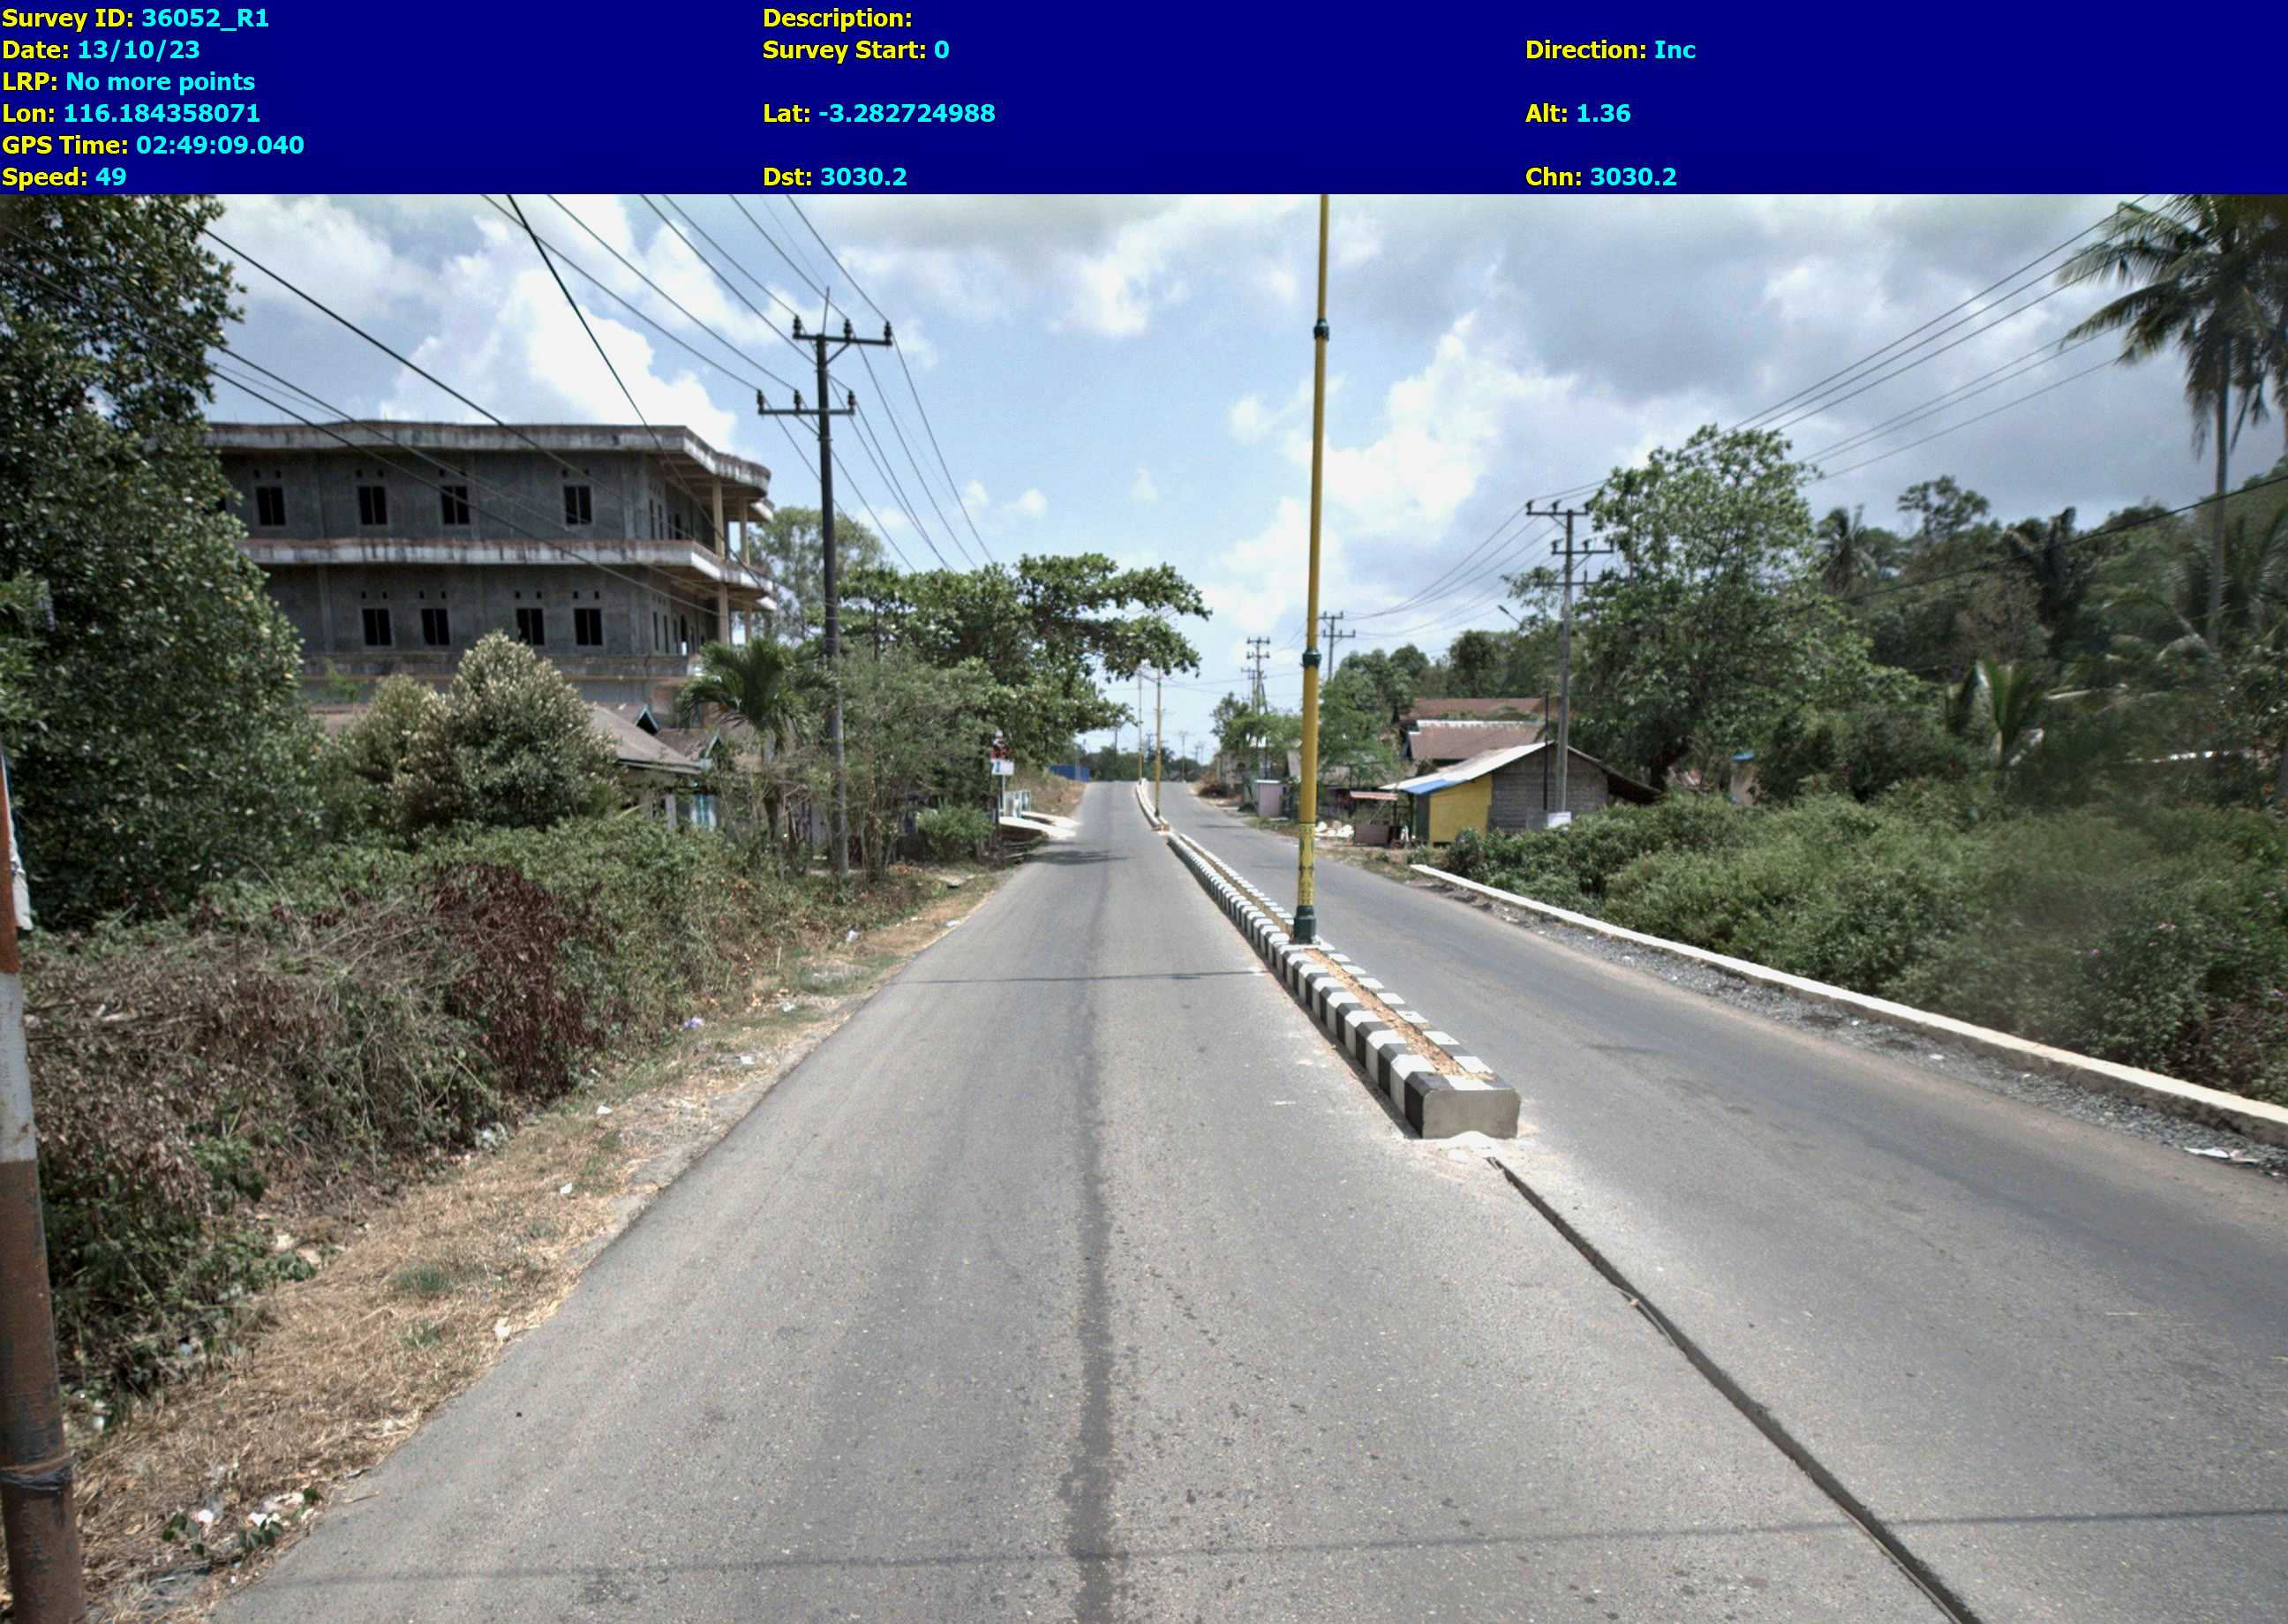 Survey ID: 36052_R1
Description:
Date: 13/10/23
Survey Start: 0
Direction: Inc
LRP: No more points
Lon: 116.184358071
Lat: -3.282724988
Alt: 1.36
GPS Time: 02:49:09.040
Speed: 49
Dst: 3030.2
Chn: 3030.2